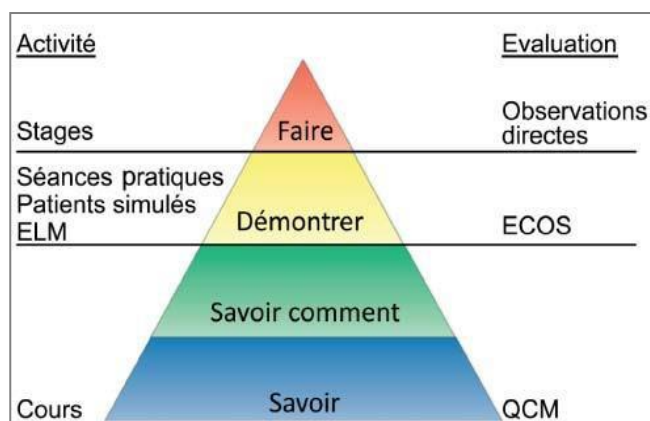 Activité
Evaluation
Stages
Faire
Observations
directes
Séances pratiques
Patients simulés
ELM
Démontrer
ECOS
Savoir comment
Cours
Savoir
QCM